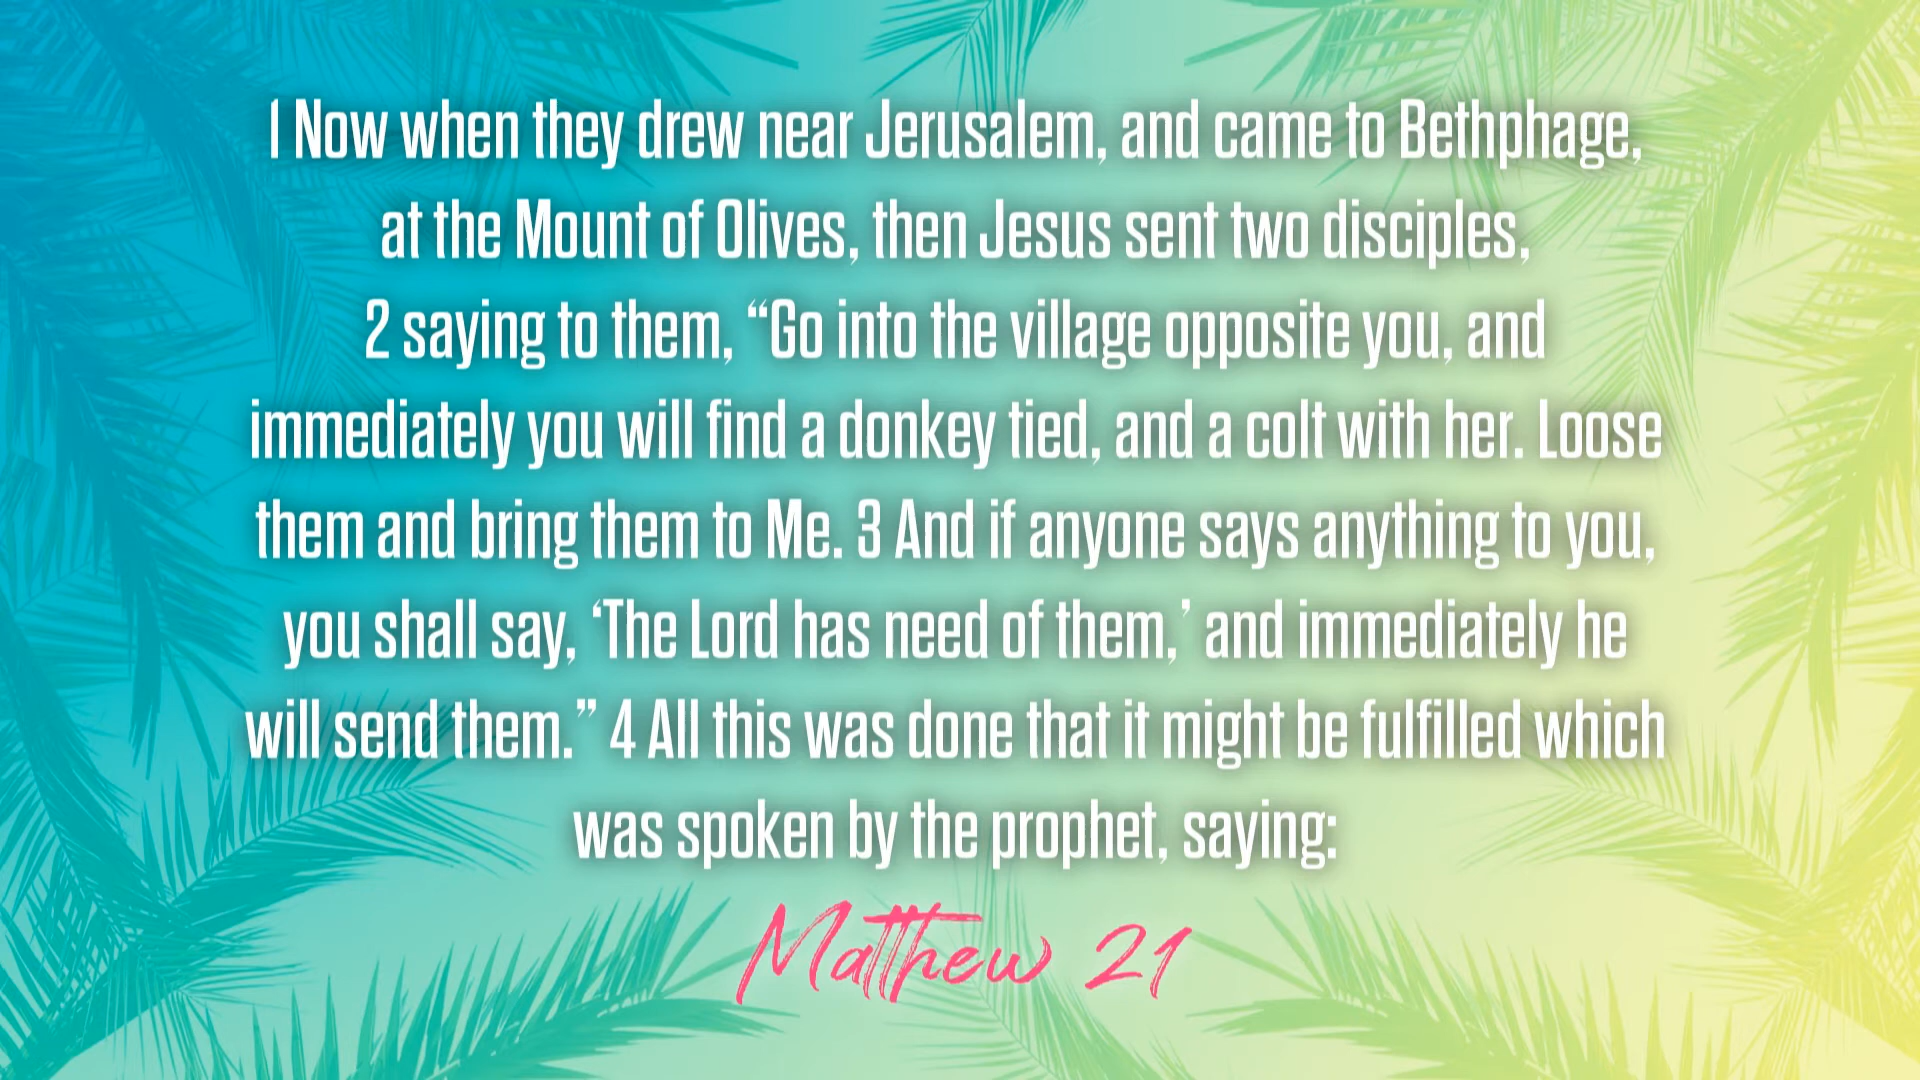 1 Now when they drew near Jerusalem, and came to Bethphage,
at the Mount of Olives, then Jesus sent two disciples,
2 saying to them, “Go into the village opposite you, and
immediately you will find a donkey tied, and a colt with her. Loose
them and bring them to Me. 3 And if anyone says anything to you,
you shall say, ‘The Lord has need of them,’ and immediately he
will send them.” 4 All this was done that it might be fulfilled which
was spoken by the prophet, saying:
Matthew 21